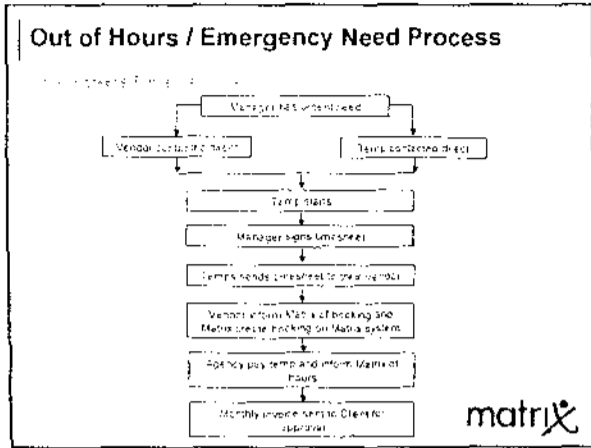 Out of Hours / Emergency Need Process
Manager has urgent need
Vendor contacted direct
Temp contacted direct
Temp starts
Manager signs timesheet
Temps sends timesheet to their vendor
Vendor inform Matrix of booking and
Matrix create booking on Matrix system
Agency pay temp and inform Matrix of
hours
Monthly invoice sent to Client for
approval
matrix